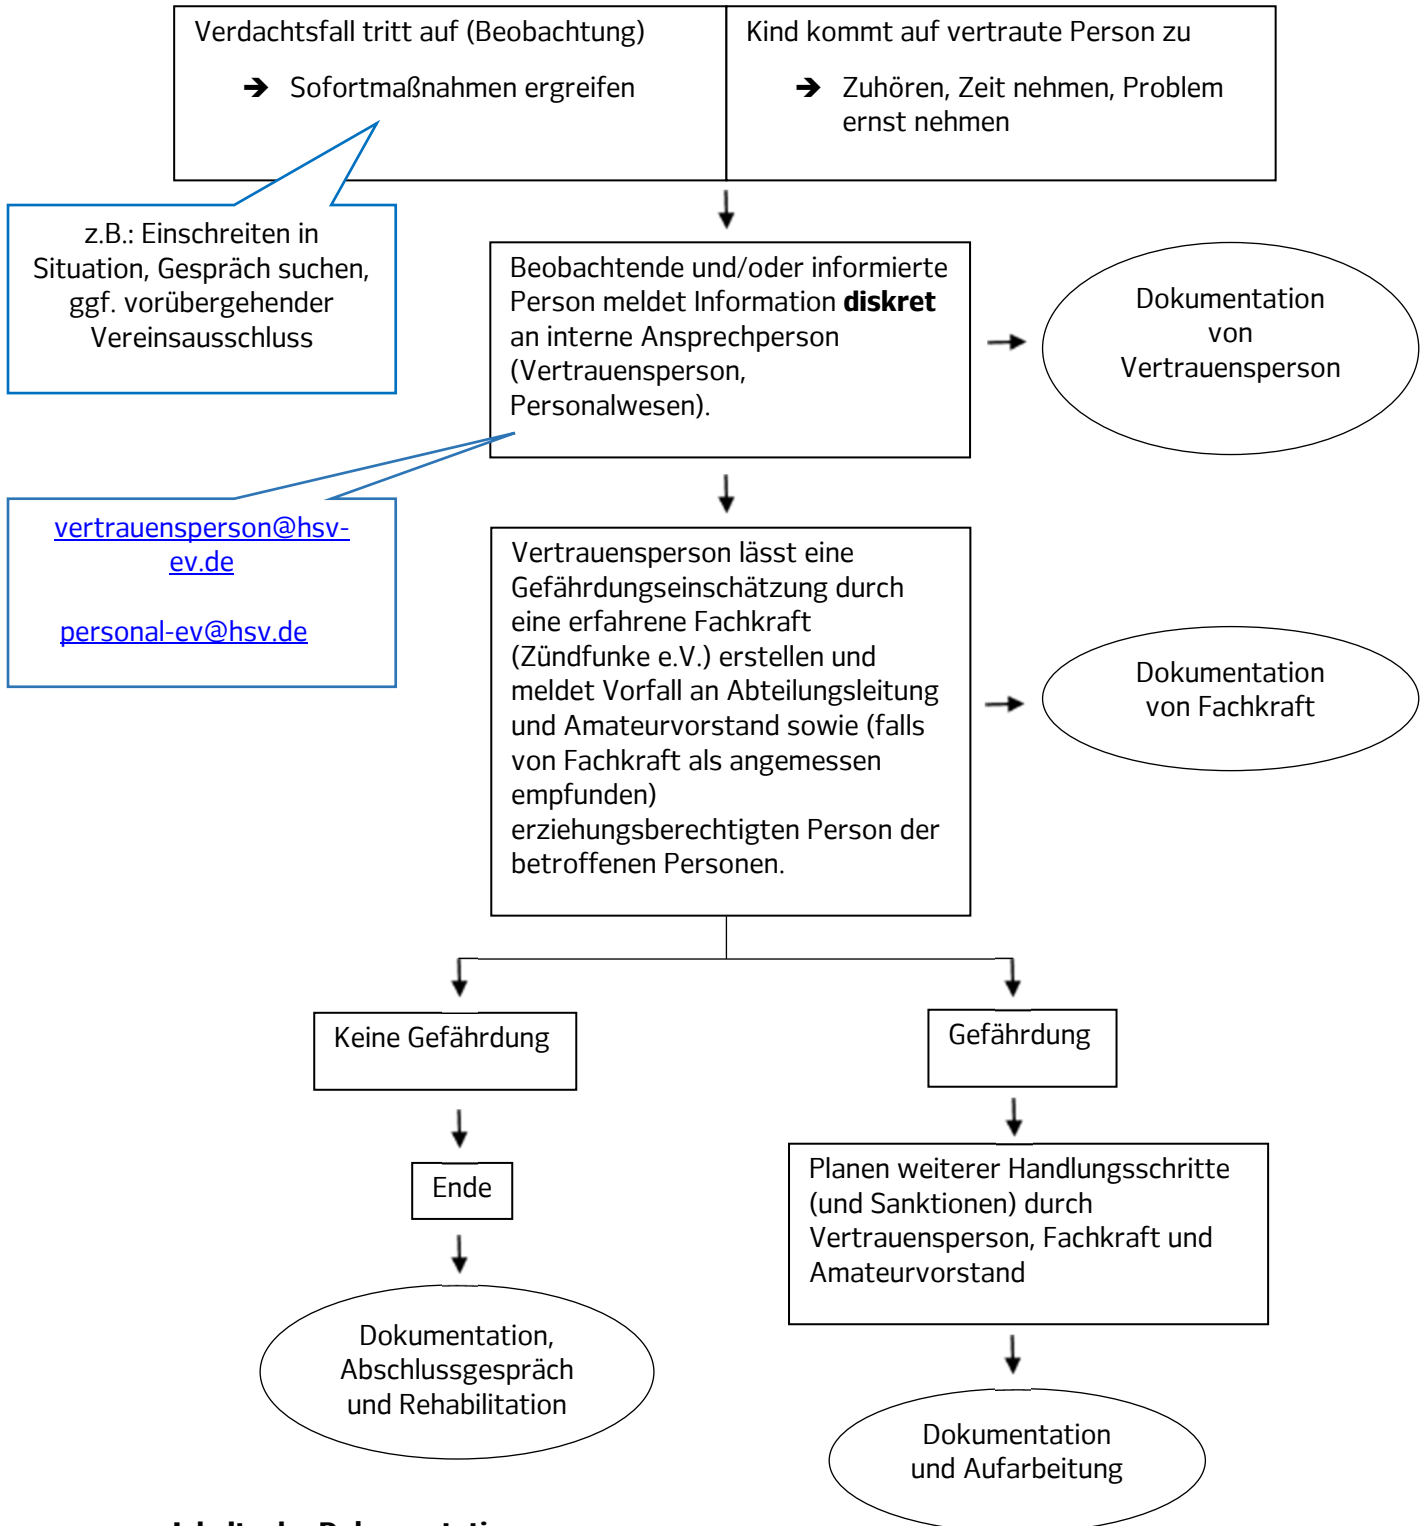 Verdachtsfall tritt auf (Beobachtung)
➔ Sofortmaßnahmen ergreifen
Kind kommt auf vertraute Person zu
➔ Zuhören, Zeit nehmen, Problem
ernst nehmen
z.B.: Einschreiten in
Situation, Gespräch suchen,
ggf. vorübergehender
Vereinsausschluss
Beobachtende und/oder informierte
Person meldet Information diskret
an interne Ansprechperson
(Vertrauensperson,
Personalwesen).
Dokumentation
von
Vertrauensperson
vertrauensperson@hsv-
ev.de
personal-ev@hsv.de
Vertrauensperson lässt eine
Gefährdungseinschätzung durch
eine erfahrene Fachkraft
(Zündfunke e.V.) erstellen und
meldet Vorfall an Abteilungsleitung
und Amateurvorstand sowie (falls
von Fachkraft als angemessen
empfunden)
erziehungsberechtigten Person der
betroffenen Personen.
Dokumentation
von Fachkraft
Keine Gefährdung
Gefährdung
Ende
Planen weiterer Handlungsschritte
(und Sanktionen) durch
Vertrauensperson, Fachkraft und
Amateurvorstand
Dokumentation,
Abschlussgespräch
und Rehabilitation
Dokumentation
und Aufarbeitung